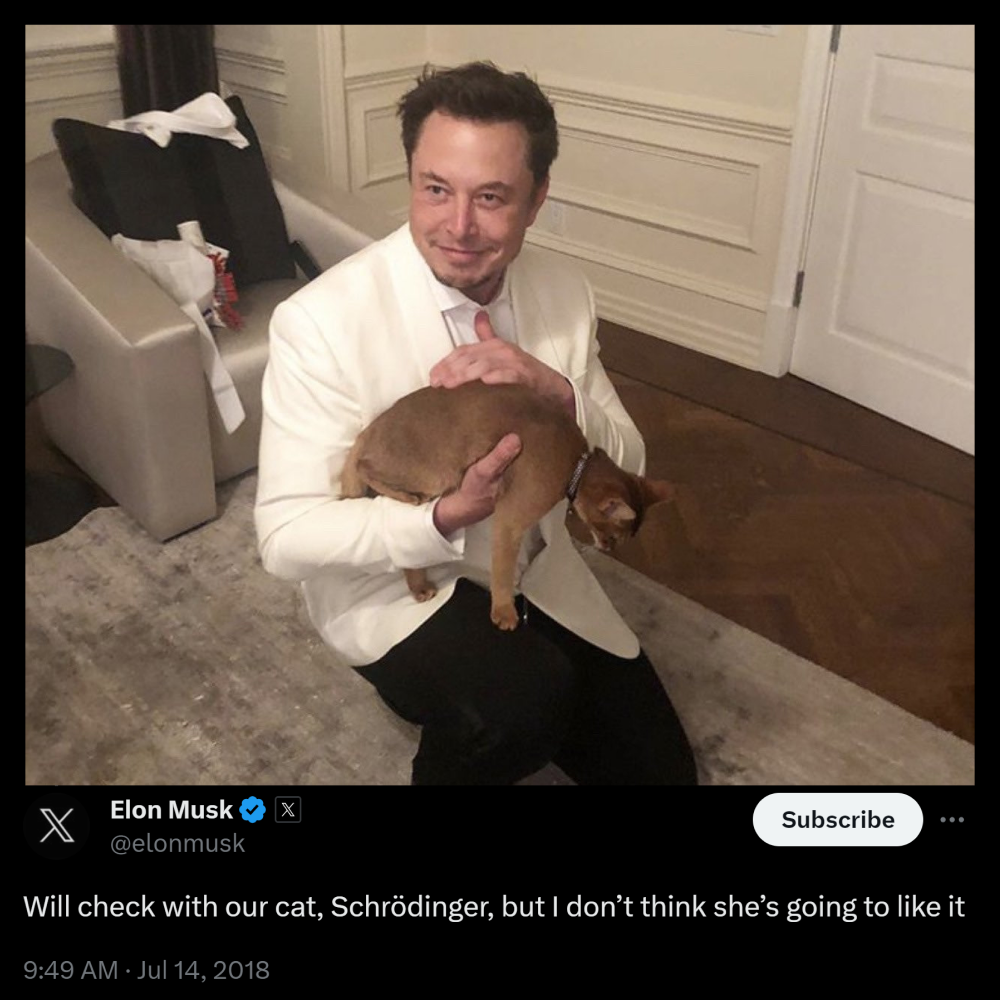 Elon Musk
@elonmusk
Subscribe
Will check with our cat, Schrödinger, but I don’t think she’s going to like it
9:49 AM · Jul 14, 2018